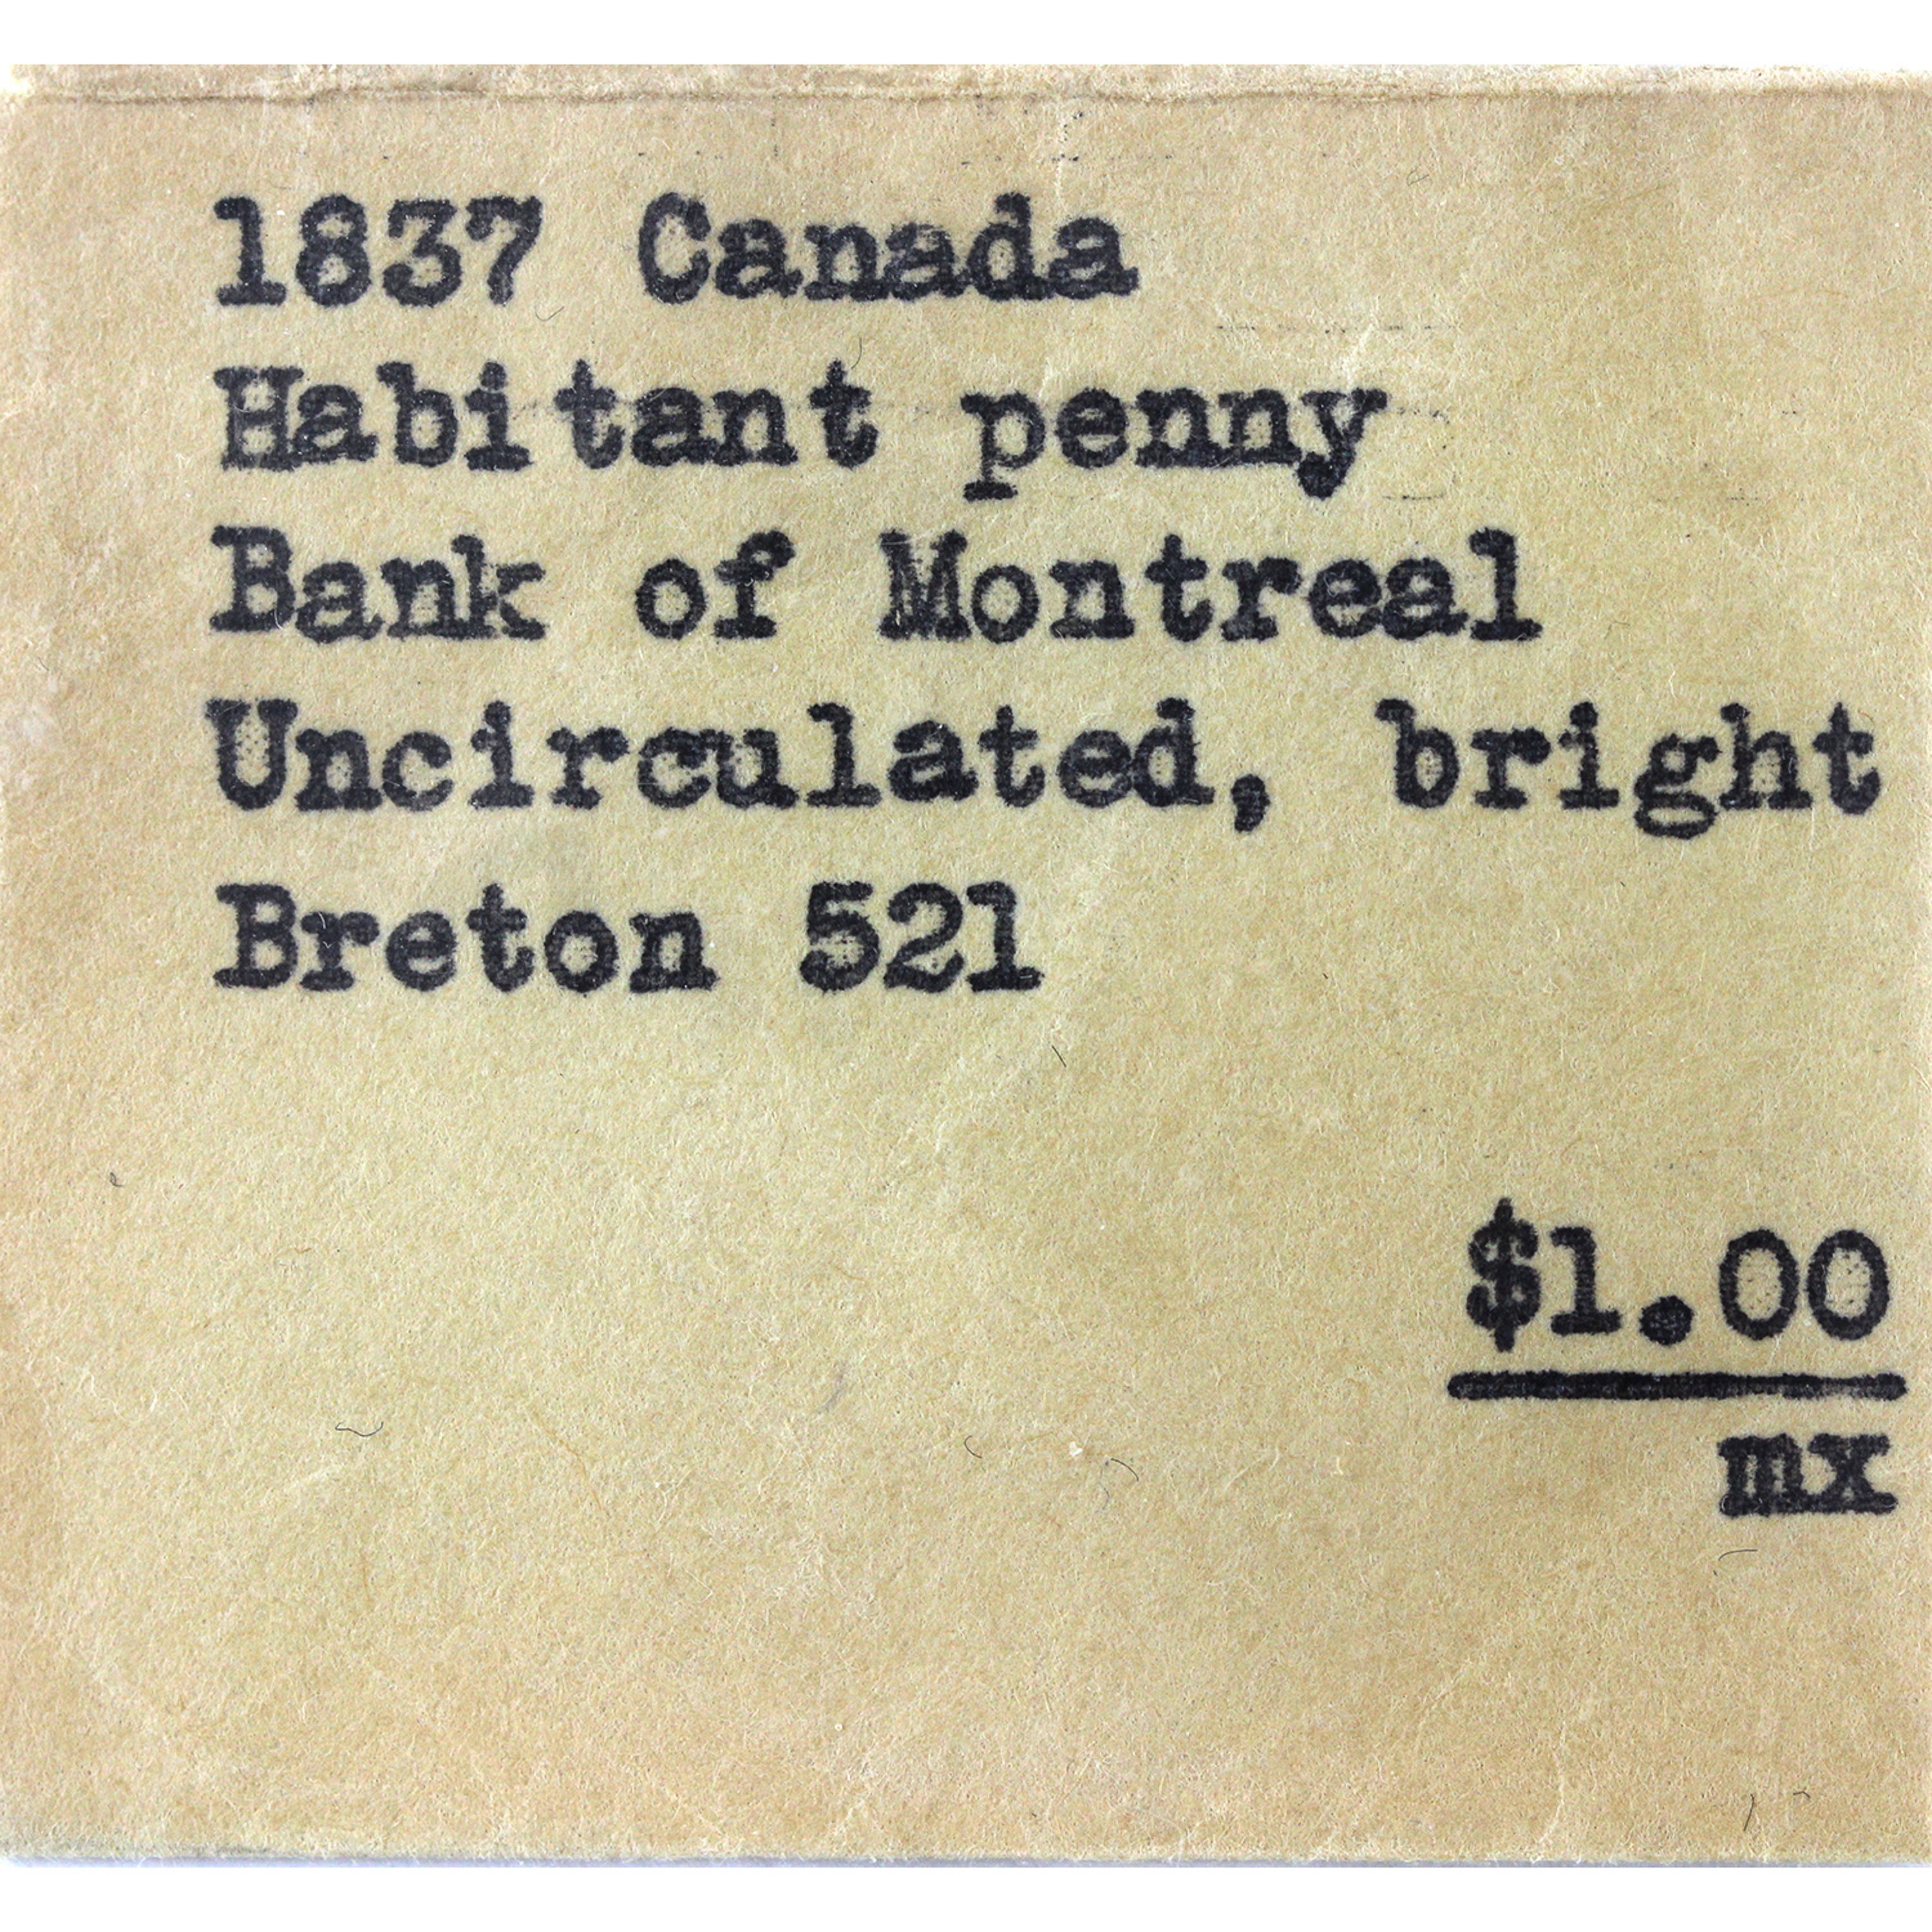 1837 Canada
Habitant penny
Bank of Montreal
Uncirculated, bright
Breton 521
$1.00
mx